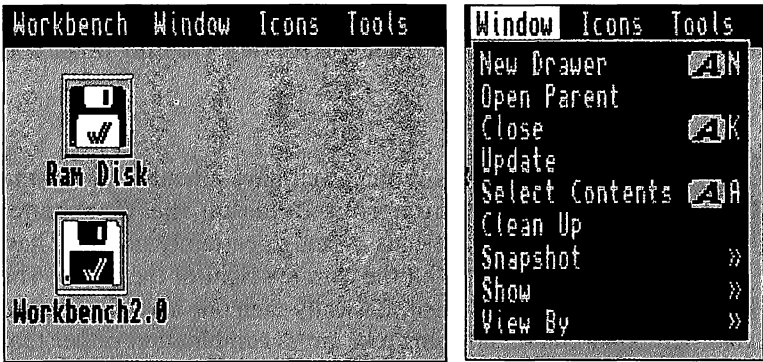 Workbench Window Icons Tools
Ram Disk
Workbench2.0
Window Icons Tools
New Drawer A N
Open Parent
Close A K
Update
Select Contents A A
Clean Up
Snapshot »
Show »
View By »